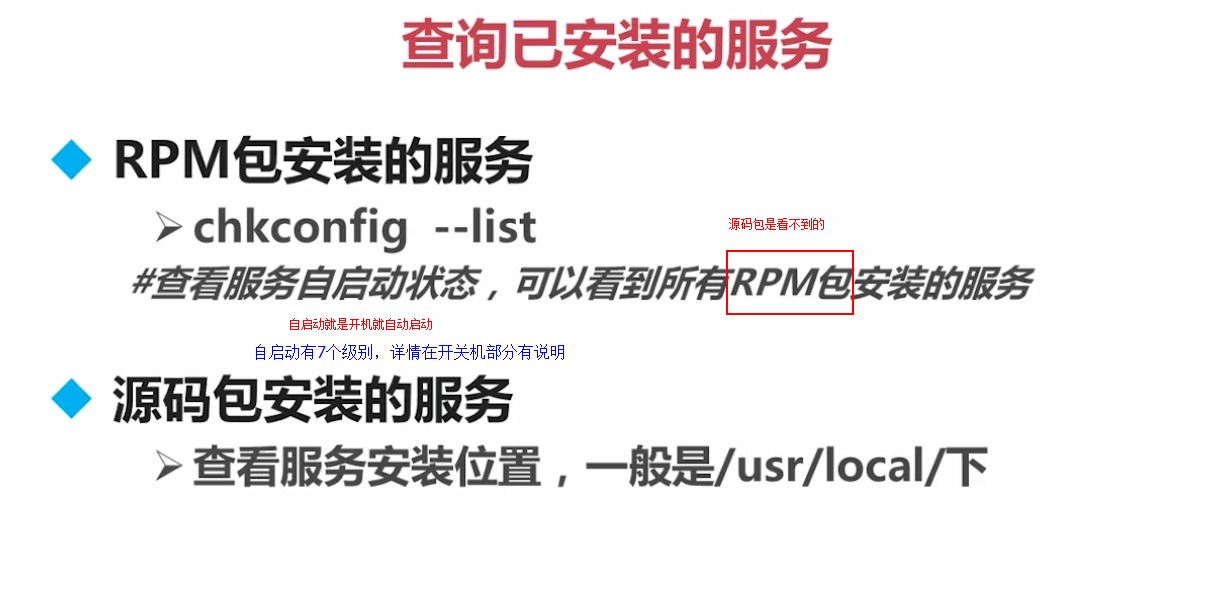 查询已安装的服务
RPM包安装的服务
chkconfig --list
源码包是看不到的
#查看服务自启动状态，可以看到所有RPM包安装的服务
自启动就是开机就自动启动
自启动有7个级别，详情在开关机部分有说明
源码包安装的服务
查看服务安装位置，一般是/usr/local/下